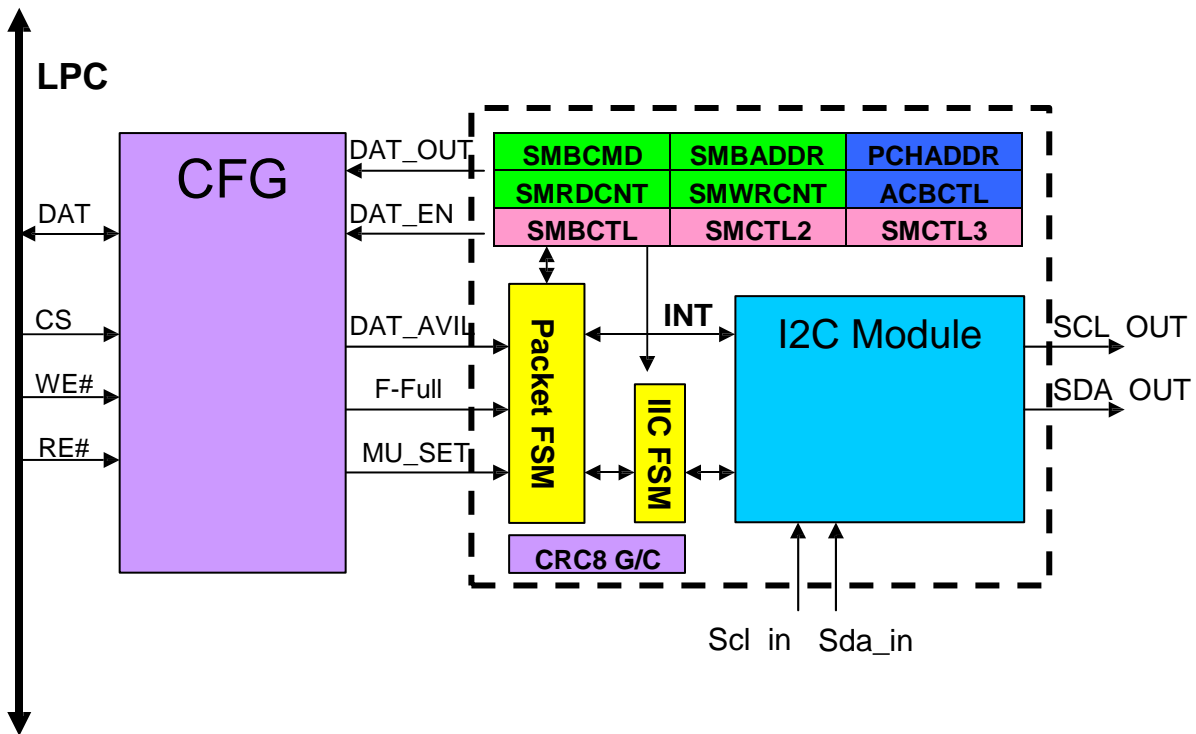 LPC
CFG
DAT
CS
WE#
RE#
DAT_OUT
DAT_EN
DAT_AVIL
F-Full
MU_SET
SMBCMD SMBADDR PCHADDR
SMRDCNT SMWRCNT ACBCTL
SMBCTL SMCTL2 SMCTL3
Packet FSM
INT
IIC FSM
CRC8 G/C
I2C Module
SCL_OUT
SDA_OUT
Scl_in Sda_in